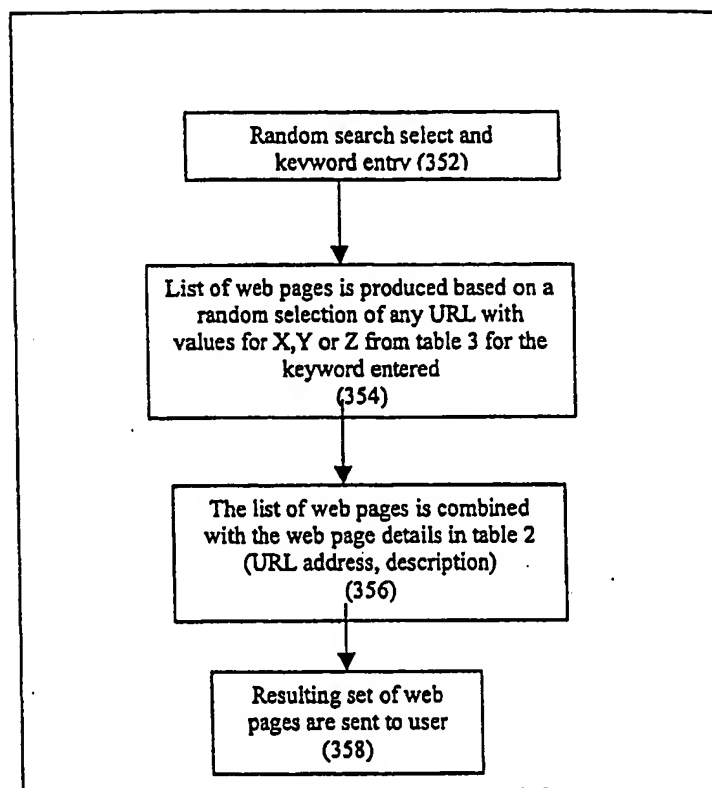 Random search select and
keyword entry (352)
List of web pages is produced based on a
random selection of any URL with
values for X,Y or Z from table 3 for the
keyword entered
(354)
The list of web pages is combined
with the web page details in table 2
(URL address, description)
(356)
Resulting set of web
pages are sent to user
(358)